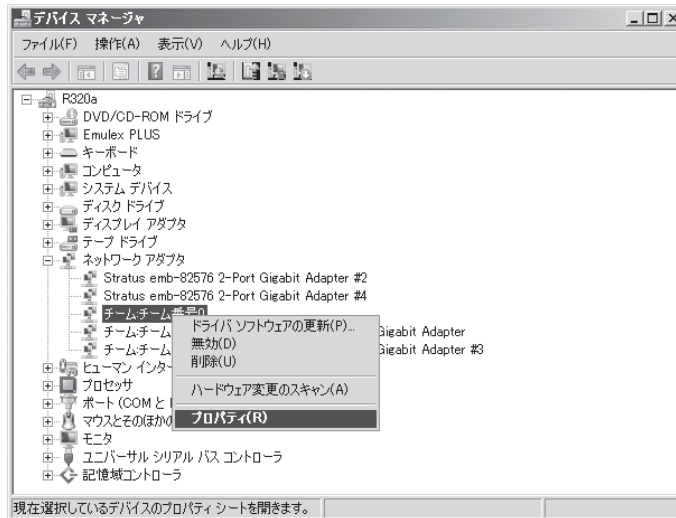 デバイス マネージャ
ファイル(F) 操作(A) 表示(V) ヘルプ(H)
R320a
DVD/CD-ROM ドライブ
Emulex PLUS
キーボード
コンピュータ
システム デバイス
ディスク ドライブ
ディスプレイ アダプタ
テープ ドライブ
ネットワーク アダプタ
Stratus emb-82576 2-Port Gigabit Adapter #2
Stratus emb-82576 2-Port Gigabit Adapter #4
チーム:チーム番号0
チーム:チーム Gigabit Adapter
チーム:チーム Gigabit Adapter #3
ヒューマン インター
プロセッサ
ポート (COM と
マウスとそのほかの
モニタ
ユニバーサル シリアル バス コントローラ
記憶域コントローラ
ドライバ ソフトウェアの更新(P)...
無効(D)
削除(U)
ハードウェア変更のスキャン(A)
プロパティ(R)
現在選択しているデバイスのプロパティ シートを開きます。